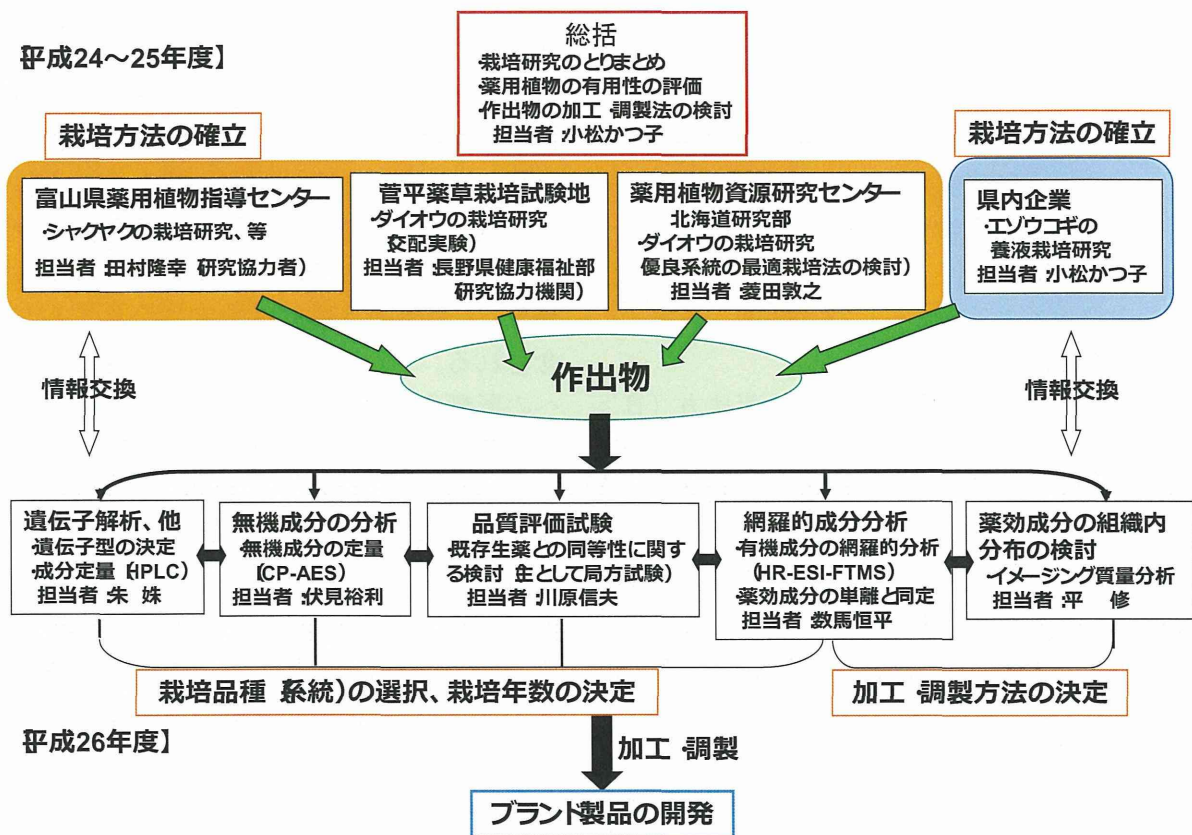 【平成24～25年度】
総括
・栽培研究のとりまとめ
・薬用植物の有用性の評価
・作出物の加工・調製法の検討
担当者：小松かつ子
栽培方法の確立
栽培方法の確立
富山県薬用植物指導センター
・シャクヤクの栽培研究、等
担当者：田村隆幸（研究協力者）
菅平薬草栽培試験地
・ダイオウの栽培研究
（交配実験）
担当者：長野県健康福祉部
（研究協力機関）
薬用植物資源研究センター
北海道研究部
・ダイオウの栽培研究
（優良系統の最適栽培法の検討）
担当者：菱田敦之
県内企業
・エゾウコギの
養液栽培研究
担当者：小松かつ子
作出物
情報交換
情報交換
遺伝子解析、他
・遺伝子型の決定
・成分定量（HPLC）
担当者：朱　姝
無機成分の分析
・無機成分の定量
（ICP-AES）
担当者：伏見裕利
品質評価試験
・既存生薬との同等性に関す
る検討（主として局方試験）
担当者：川原信夫
網羅的成分分析
・有機成分の網羅的分析
（HR-ESI-FTMS）
・薬効成分の単離と同定
担当者：数馬恒平
薬効成分の組織内
分布の検討
・イメージング質量分析
担当者：平　修
栽培品種（系統）の選択、栽培年数の決定
加工・調製方法の決定
【平成26年度】
加工・調製
ブランド製品の開発